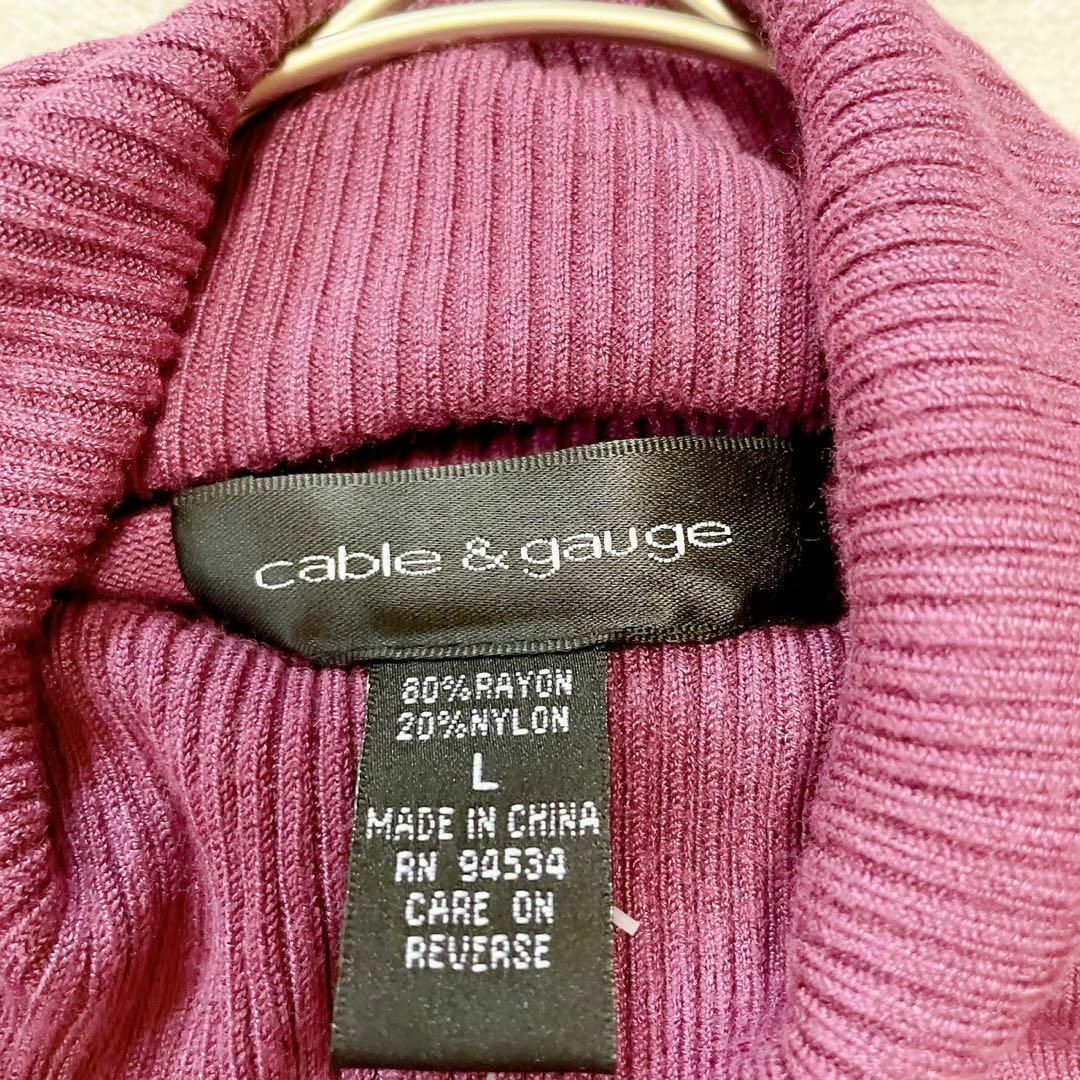 cable & gauge
80%RAYON
20%NYLON
L
MADE IN CHINA
RN 94534
CARE ON
REVERSE